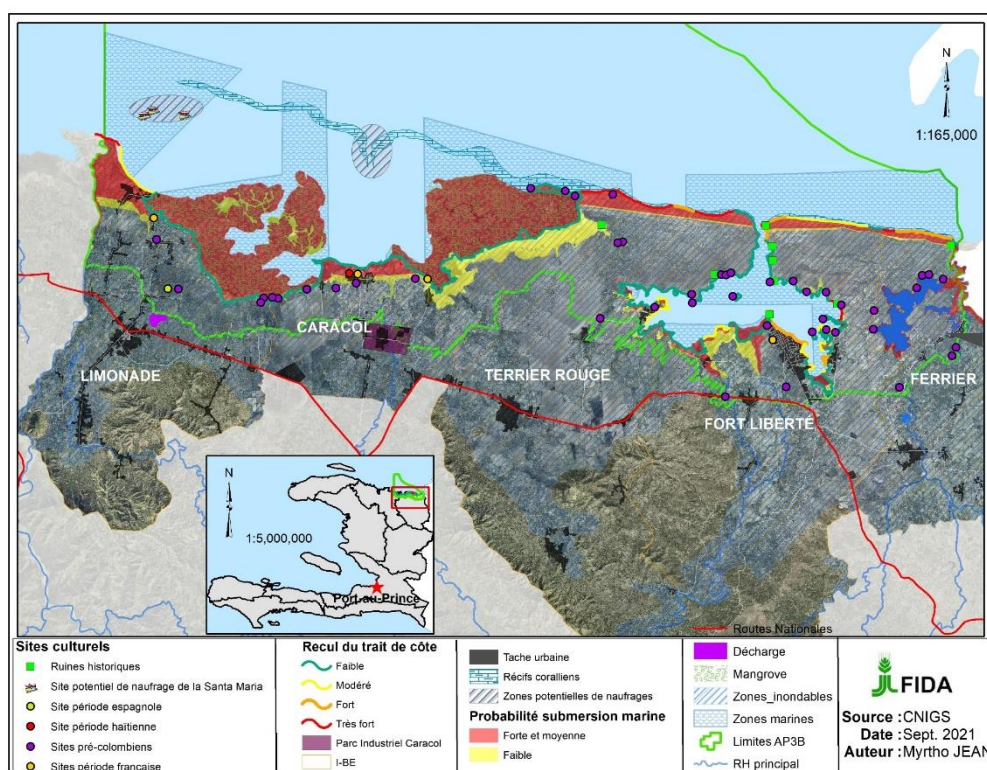 N
1:165,000
CARACOL
LIMONADE
TERRIER ROUGE
FERRIER
FORT LIBERTE
N
1:5,000,000
Port-au-Prince
Routes Nationales
Sites culturels
Ruines historiques
Site potentiel de naufrage de la Santa Maria
Site période espagnole
Site période haïtienne
Sites pré-colombiens
Sites période française
Recul du trait de côte
Faible
Modéré
Fort
Très fort
Parc Industriel Caracol
I-BE
Tache urbaine
Récifs coralliens
Zones potentielles de naufrages
Probabilité submersion marine
Forte et moyenne
Faible
Décharge
Mangrove
Zones_inondables
Zones marines
Limites AP3B
RH principal
FIDA
Source :CNIGS
Date : Sept. 2021
Auteur : Myrtho JEAN